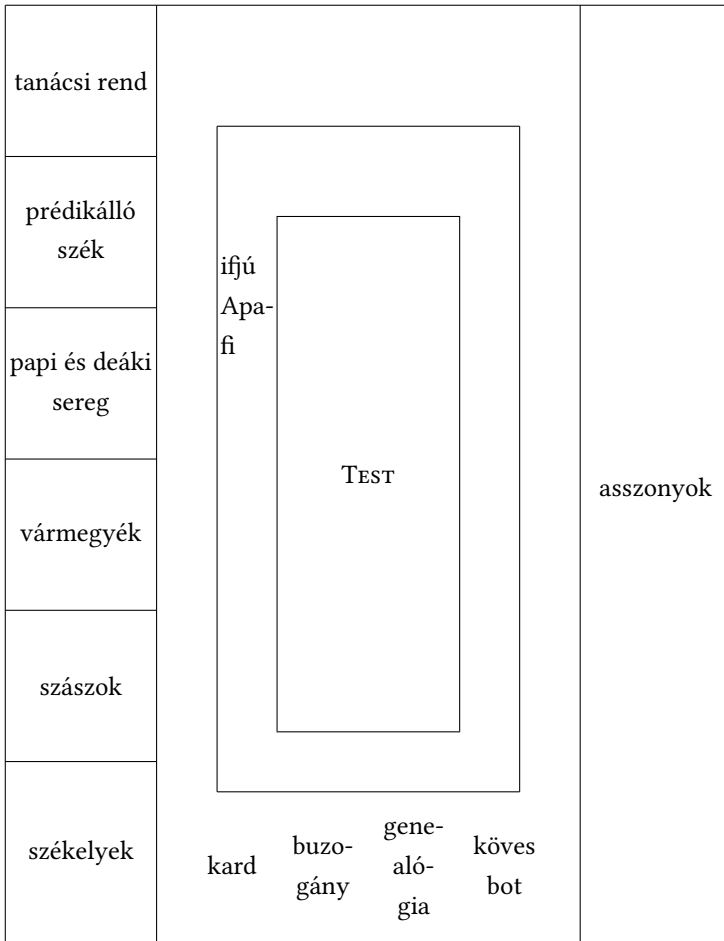 tanácsi rend
prédikálló
szék
papi és deáki
sereg
vármegyék
szászok
székelyek
ifjú
Apa-
fi
TEST
kard
buzo-
gány
gene-
aló-
gia
köves
bot
asszonyok